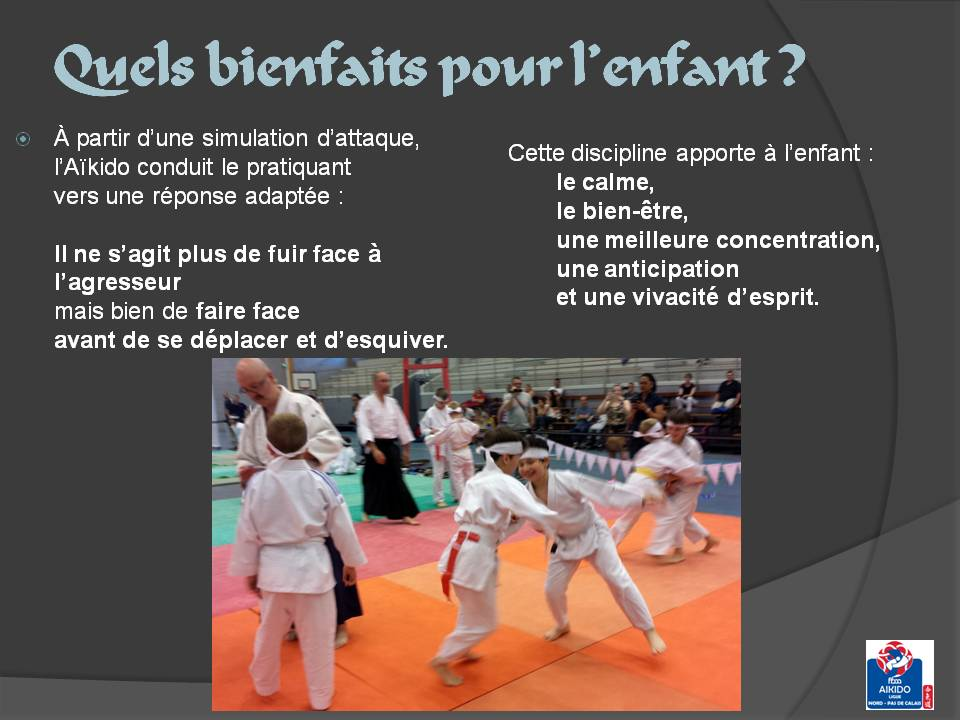 Quels bienfaits pour l'enfant ?
À partir d'une simulation d'attaque,
l'Aïkido conduit le pratiquant
vers une réponse adaptée :
Il ne s'agit plus de fuir face à
l'agresseur
mais bien de faire face
avant de se déplacer et d'esquiver.
Cette discipline apporte à l'enfant :
le calme,
le bien-être,
une meilleure concentration,
une anticipation
et une vivacité d'esprit.
ffaaa
AIKIDO
LIGUE
NORD - PAS DE CALAIS